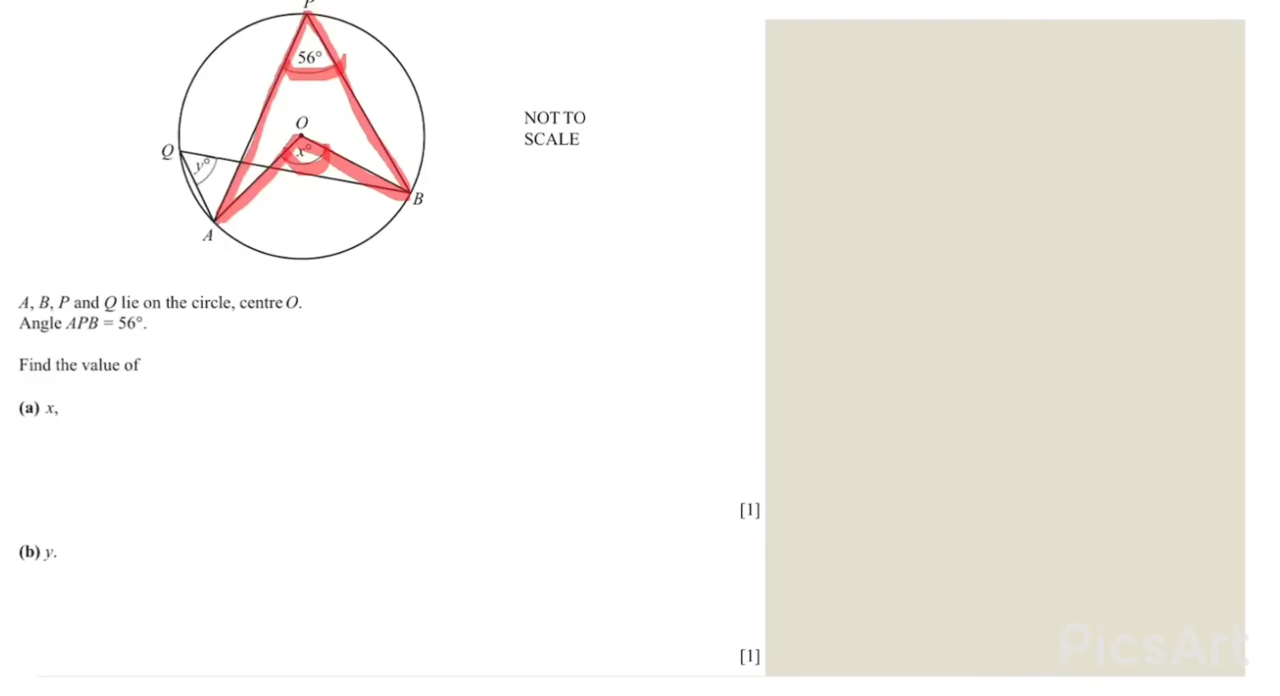 P
56°
O
NOT TO
SCALE
x°
Q
y°
B
A
A, B, P and Q lie on the circle, centre O.
Angle APB = 56°.
Find the value of
(a) x,
[1]
(b) y.
[1]
PicsArt